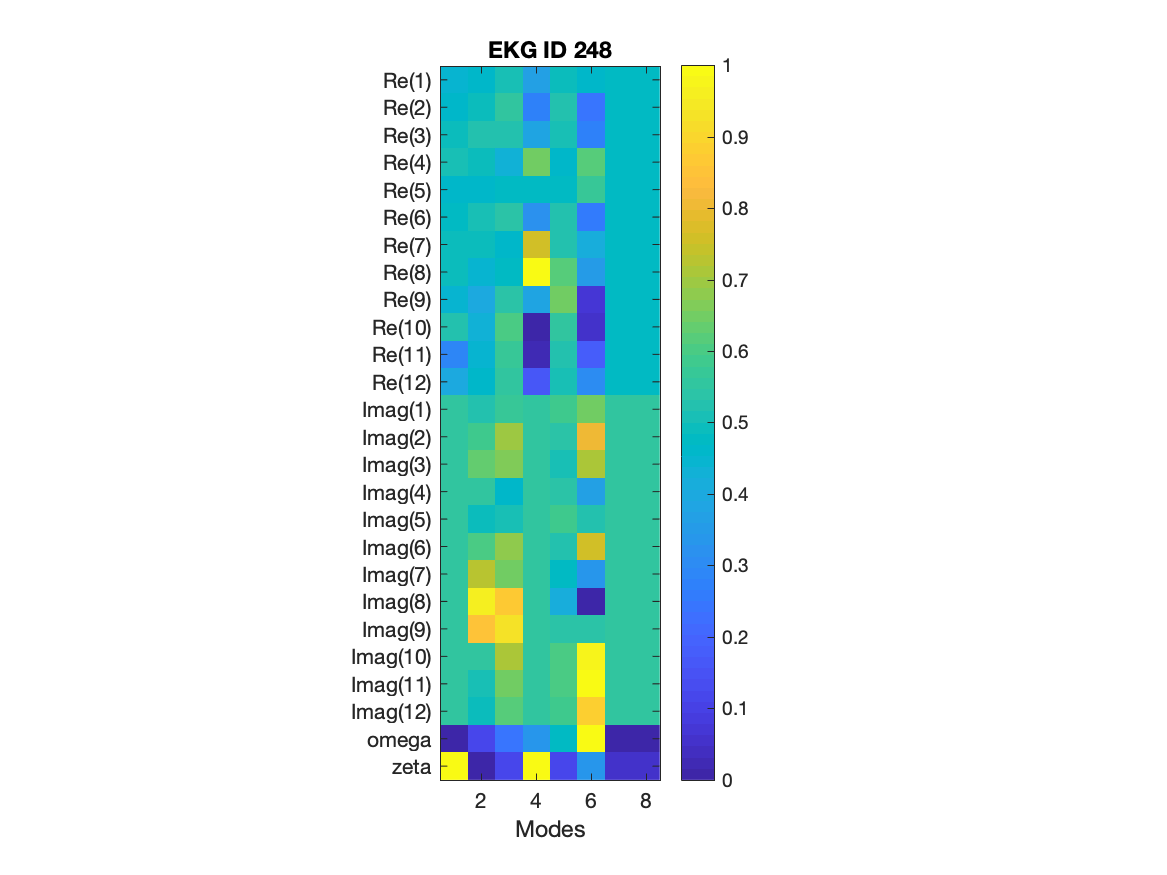 EKG ID 248
Re(1)
Re(2)
Re(3)
Re(4)
Re(5)
Re(6)
Re(7)
Re(8)
Re(9)
Re(10)
Re(11)
Re(12)
Imag(1)
Imag(2)
Imag(3)
Imag(4)
Imag(5)
Imag(6)
Imag(7)
Imag(8)
Imag(9)
Imag(10)
Imag(11)
Imag(12)
omega
zeta
2 4 6 8
Modes
1
0.9
0.8
0.7
0.6
0.5
0.4
0.3
0.2
0.1
0